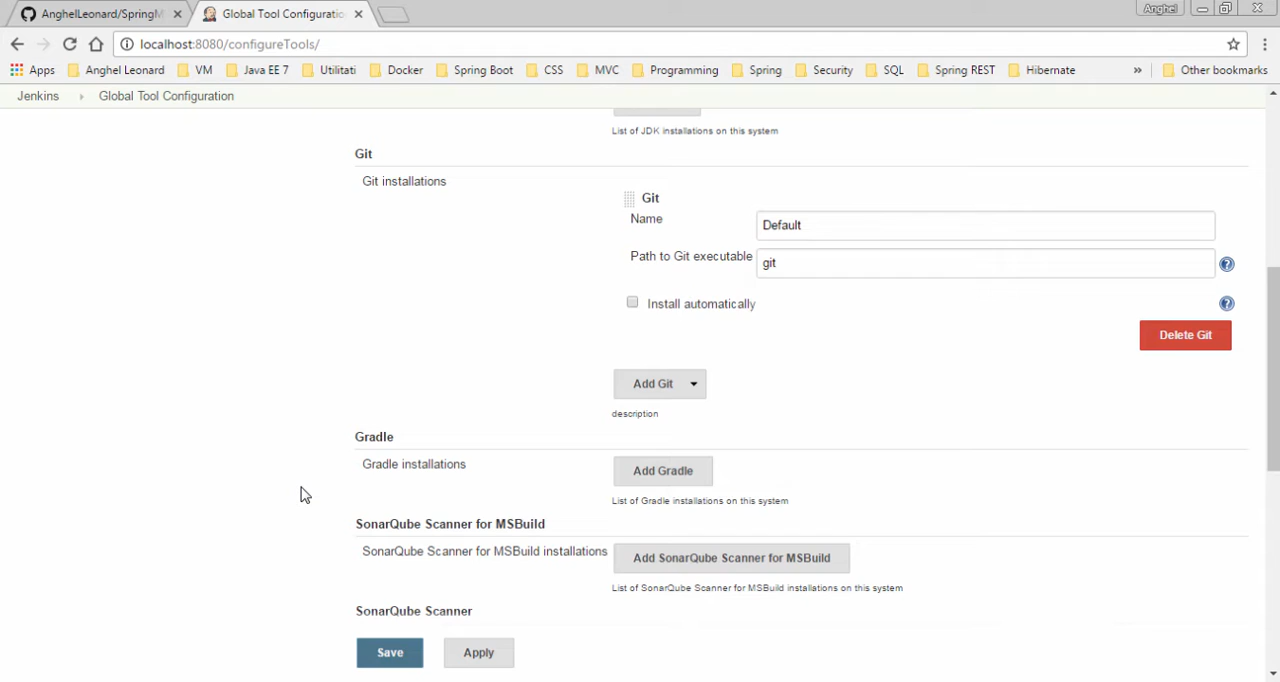 AnghelLeonard/SpringM
Global Tool Configuratio
Anghel
localhost:8080/configureTools/
Apps Anghel Leonard VM Java EE 7 Utilitati Docker Spring Boot CSS MVC Programming Spring Security SQL Spring REST Hibernate » Other bookmarks
Jenkins Global Tool Configuration
List of JDK installations on this system
Git
Git installations
Git
Name
Default
Path to Git executable
git
Install automatically
Delete Git
Add Git
description
Gradle
Gradle installations
Add Gradle
List of Gradle installations on this system
SonarQube Scanner for MSBuild
SonarQube Scanner for MSBuild installations
Add SonarQube Scanner for MSBuild
List of SonarQube Scanner for MSBuild installations on this system
SonarQube Scanner
Save
Apply